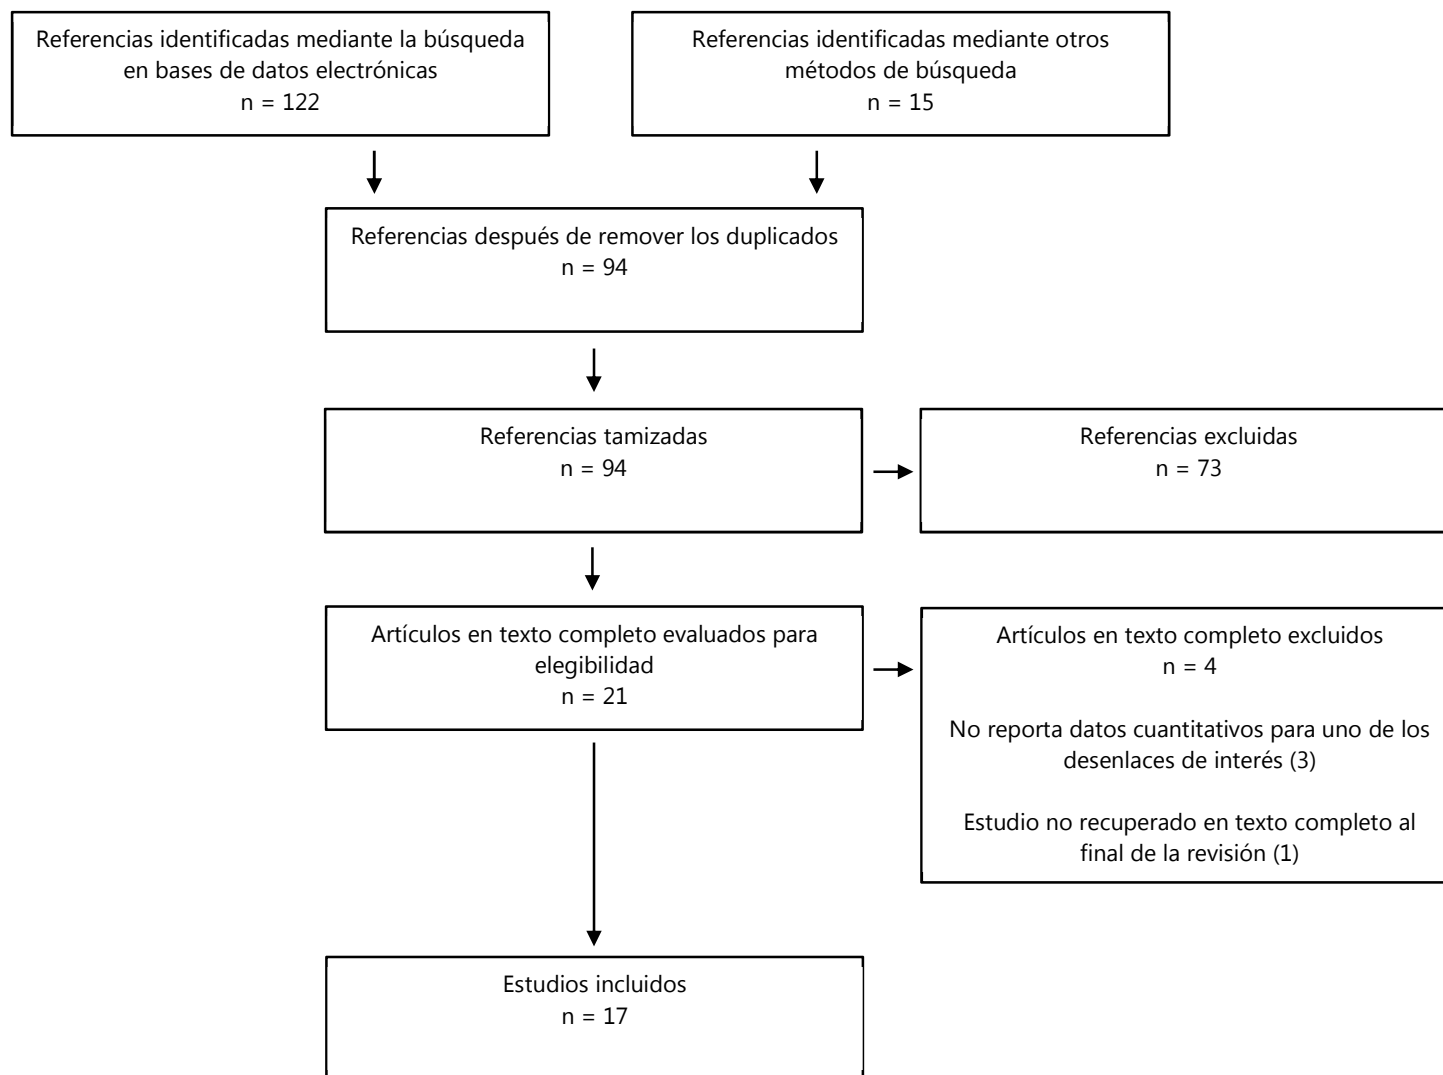 Referencias identificadas mediante la búsqueda
en bases de datos electrónicas
n = 122
Referencias identificadas mediante otros
métodos de búsqueda
n = 15
Referencias después de remover los duplicados
n = 94
Referencias tamizadas
n = 94
Referencias excluidas
n = 73
Artículos en texto completo evaluados para
elegibilidad
n = 21
Artículos en texto completo excluidos
n = 4
No reporta datos cuantitativos para uno de los
desenlaces de interés (3)
Estudio no recuperado en texto completo al
final de la revisión (1)
Estudios incluidos
n = 17